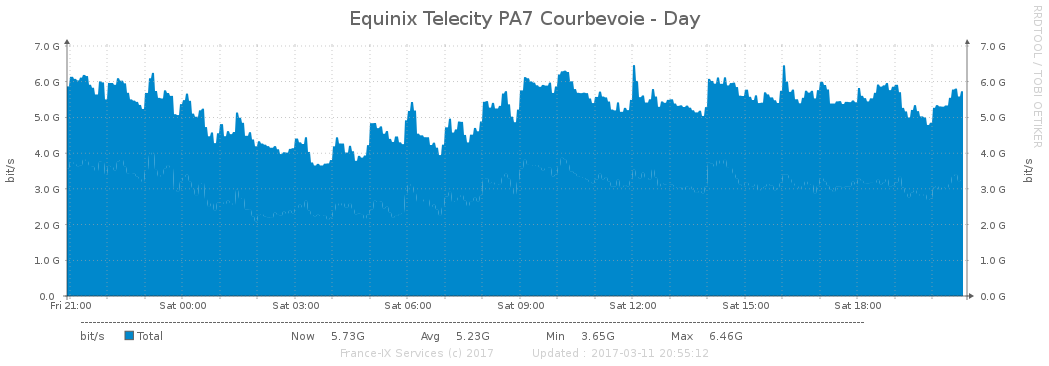 Equinix Telecity PA7 Courbevoie - Day
RRDTOOL / TOBI OETIKER
7.0 G 7.0 G
6.0 G 6.0 G
5.0 G 5.0 G
4.0 G 4.0 G
3.0 G 3.0 G
2.0 G 2.0 G
1.0 G 1.0 G
0.0 0.0 G
bit/s bit/s
Fri 21:00 Sat 00:00 Sat 03:00 Sat 06:00 Sat 09:00 Sat 12:00 Sat 15:00 Sat 18:00
bit/s Total Now 5.73G Avg 5.23G Min 3.65G Max 6.46G
France-IX Services (c) 2017 Updated : 2017-03-11 20:55:12